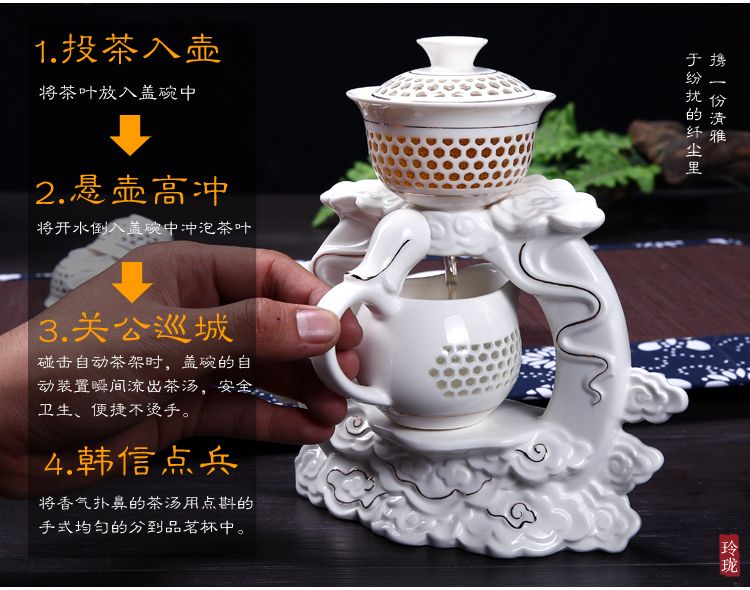 1.投茶入壶
将茶叶放入盖碗中
2.悬壶高冲
将开水倒入盖碗中冲泡茶叶
3.关公巡城
碰击自动茶架时，盖碗的自
动装置瞬间流出茶汤，安全
卫生、便捷不烫手。
4.韩信点兵
将香气扑鼻的茶汤用点斟的
手式均匀的分到品茗杯中。
携一份清雅
于纷扰的纤尘里
玲珑